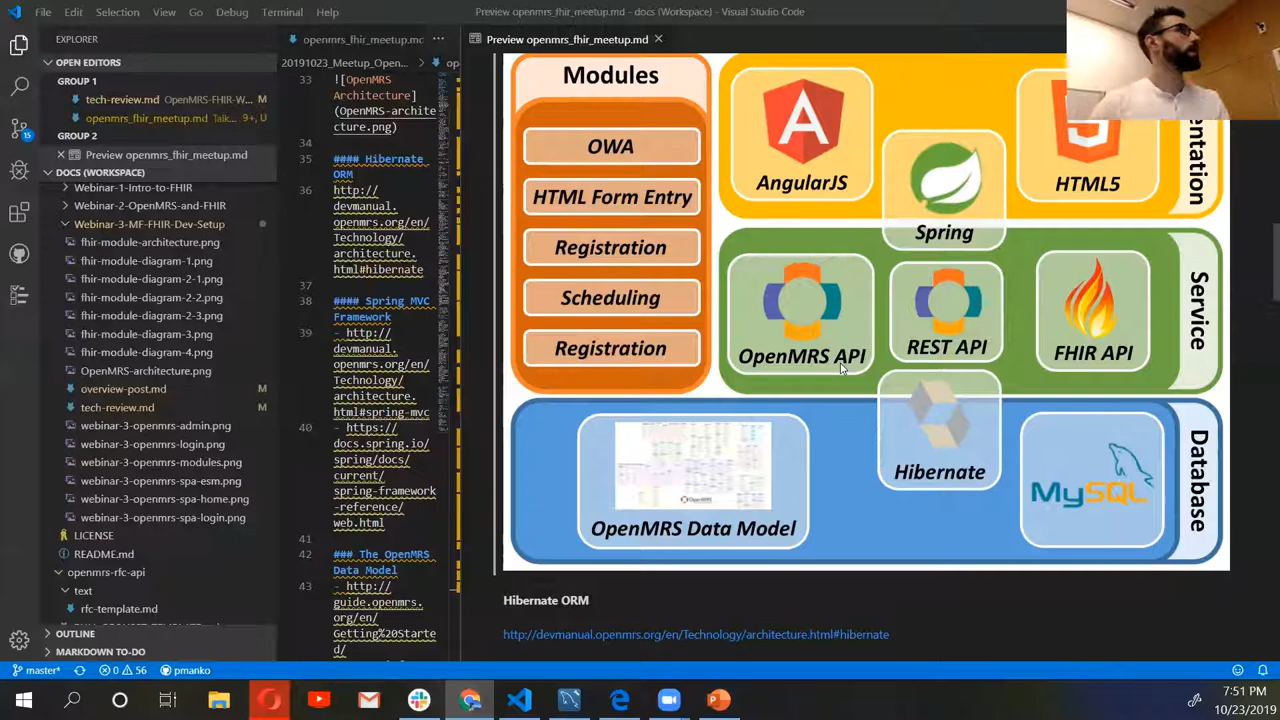 File Edit Selection View Go Debug Terminal Help
Preview openmrs_fhir_meetup.md - docs (Workspace) - Visual Studio Code
EXPLORER
OPEN EDITORS
GROUP 1
tech-review.md OpenMRS-FHIR-W... M
openmrs_fhir_meetup.md Talk... 9+, U
GROUP 2
Preview openmrs_fhir_meetup.md
DOCS (WORKSPACE)
Webinar-1-Intro-to-FHIR
Webinar-2-OpenMRS-and-FHIR
Webinar-3-MF-FHIR-Dev-Setup
fhir-module-architecture.png
fhir-module-diagram-1.png
fhir-module-diagram-2-1.png
fhir-module-diagram-2-2.png
fhir-module-diagram-2-3.png
fhir-module-diagram-3.png
fhir-module-diagram-4.png
OpenMRS-architecture.png
overview-post.md M
tech-review.md M
webinar-3-openmrs-admin.png
webinar-3-openmrs-login.png
webinar-3-openmrs-modules.png
webinar-3-openmrs-spa-esm.png
webinar-3-openmrs-spa-home.png
webinar-3-openmrs-spa-login.png
LICENSE
README.md
openmrs-rfc-api
text
rfc-template.md
OUTLINE
MARKDOWN TO-DO
openmrs_fhir_meetup.md
20191023_Meetup_Open...
33 ![OpenMRS
Architecture]
(OpenMRS-archite
cture.png)
34
35 #### Hibernate
ORM
36 http://
devmanual.
openmrs.org/en/
Technology/
architecture.
html#hibernate
37
38 #### Spring MVC
Framework
39 - http://
devmanual.
openmrs.org/en/
Technology/
architecture.
html#spring-mvc
40 - https://
docs.spring.io/
spring/docs/
current/
spring-framework
-reference/
web.html
41
42 ### The OpenMRS
Data Model
43 - http://
guide.openmrs.
org/en/
Getting%20Starte
d/
Preview openmrs_fhir_meetup.md
Modules
OWA
HTML Form Entry
Registration
Scheduling
Registration
AngularJS
Spring
HTML5
entation
OpenMRS API
REST API
FHIR API
Service
OpenMRS
OpenMRS Data Model
Hibernate
MySQL
Database
Hibernate ORM
http://devmanual.openmrs.org/en/Technology/architecture.html#hibernate
15
master* 0 56 pmanko
7:51 PM
10/23/2019